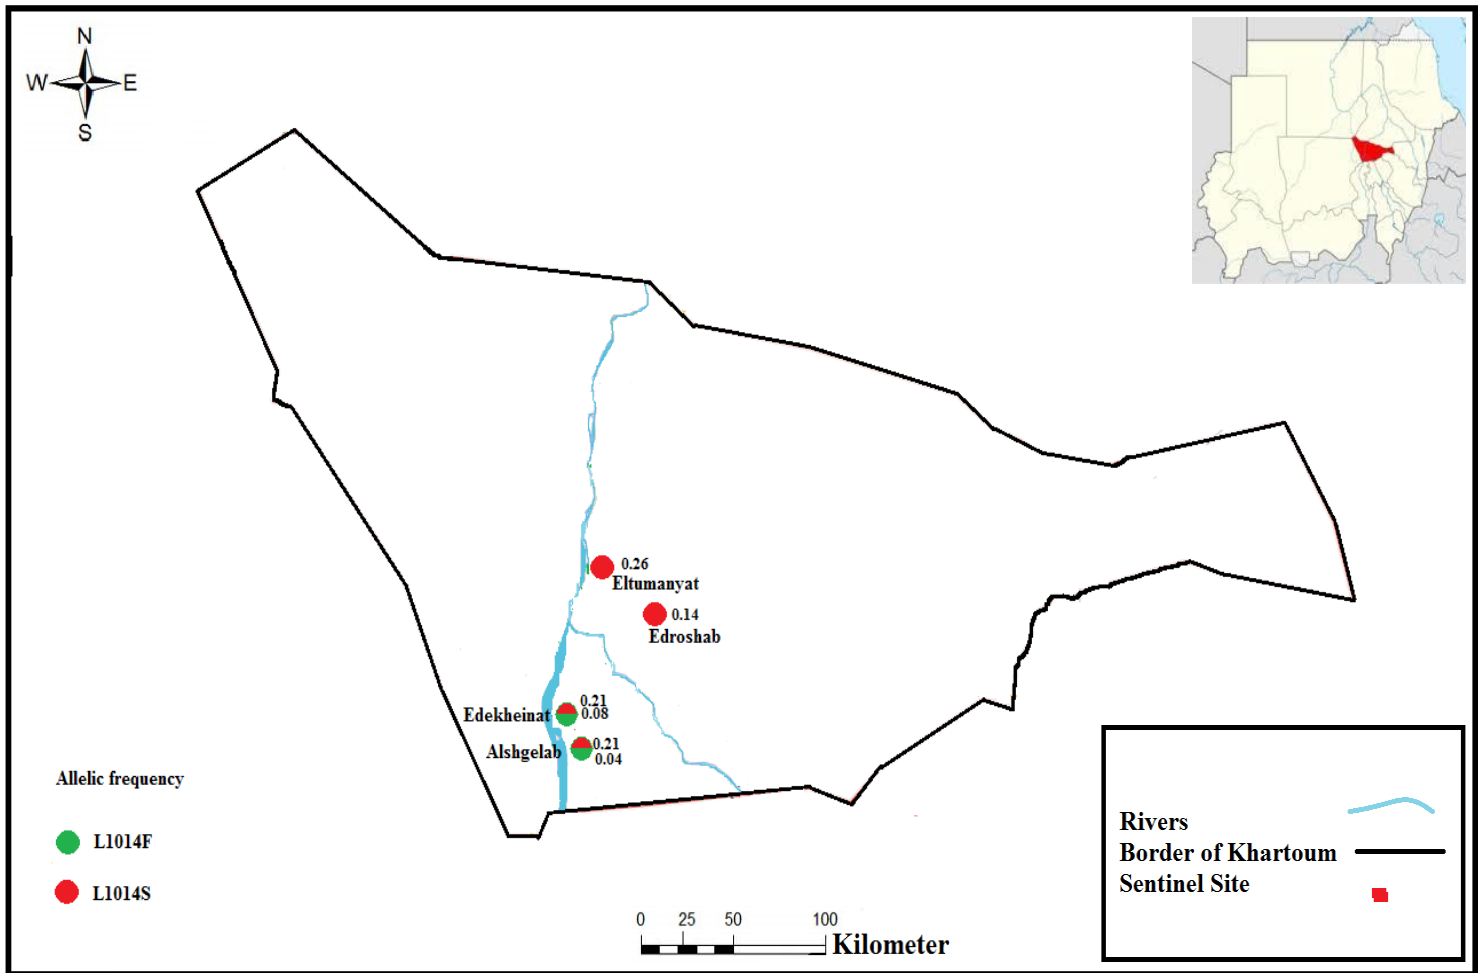 N
W E
S
0.26
Eltumanyat
0.14
Edroshab
0.21
Edekheinat 0.08
0.21
Alshgelab
0.04
Allelic frequency
L1014F
L1014S
Rivers
Border of Khartoum
Sentinel Site
0 25 50 100
Kilometer